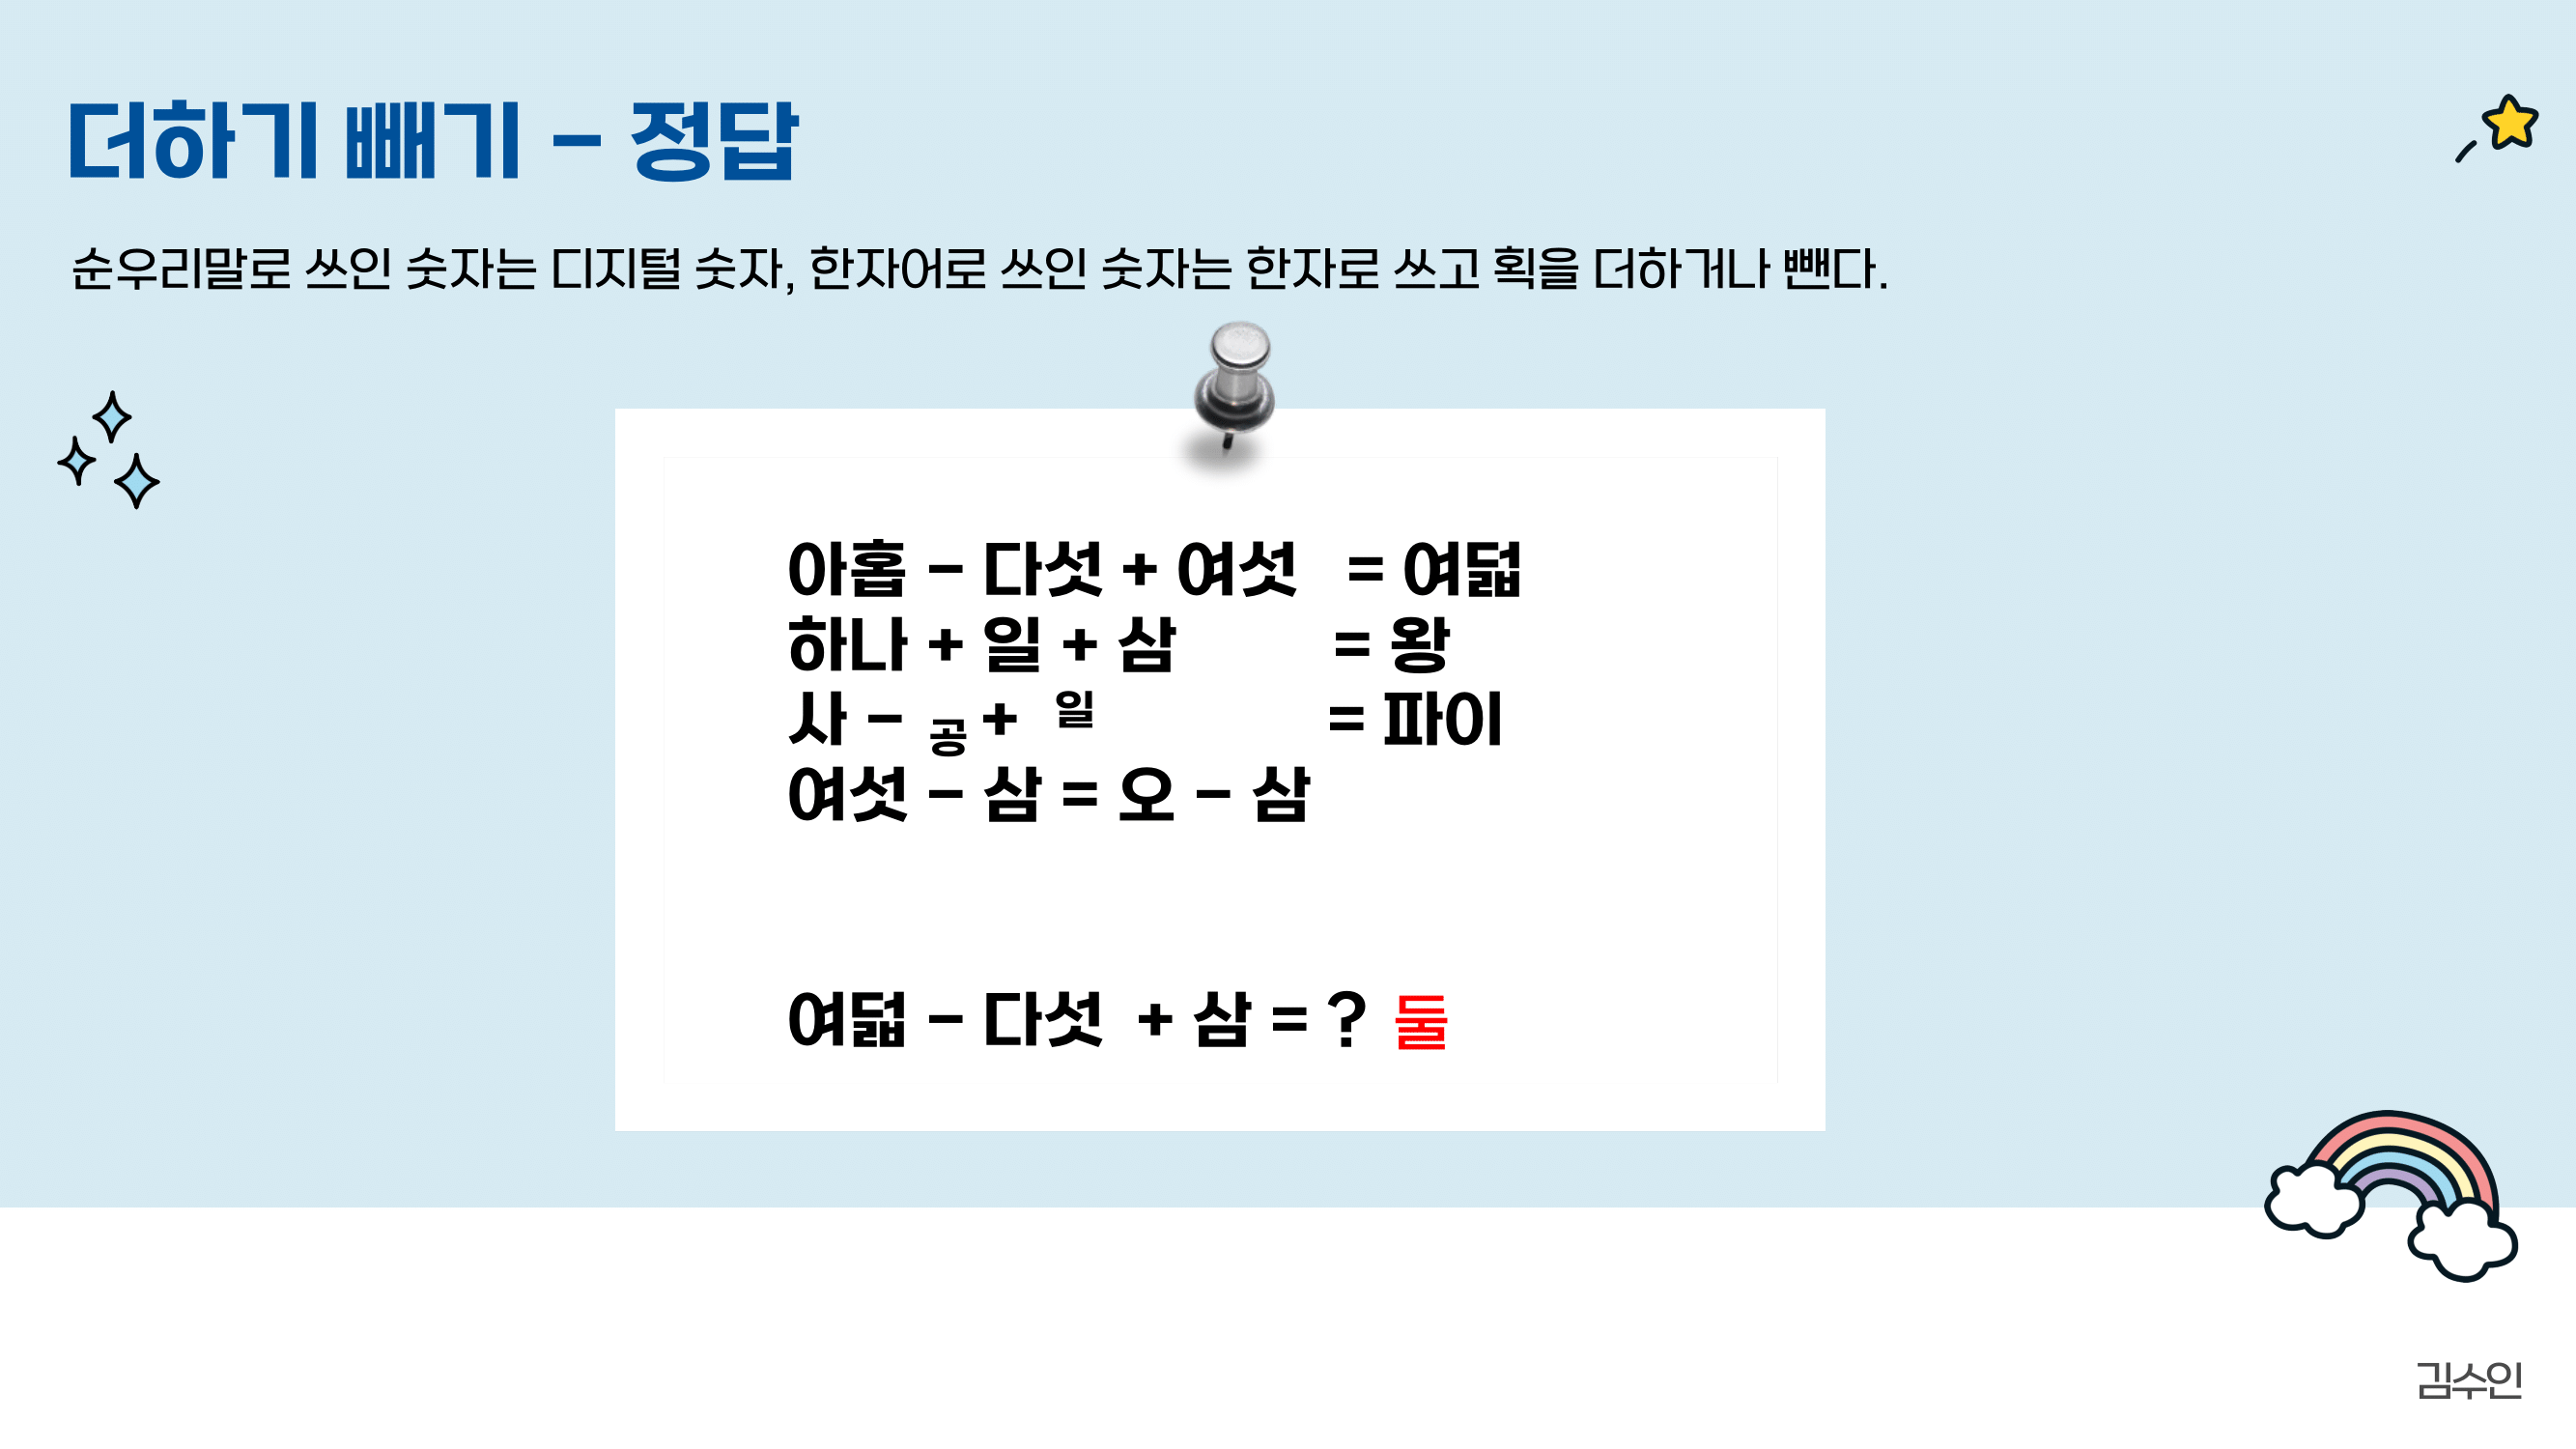 더하기 빼기 - 정답
순우리말로 쓰인 숫자는 디지털 숫자, 한자어로 쓰인 숫자는 한자로 쓰고 획을 더하거나 뺀다.
아홉 - 다섯 + 여섯 = 여덟
하나 + 일 + 삼 = 왕
사 - 공 + 일 = 파이
여섯 - 삼 = 오 - 삼
여덟 - 다섯 + 삼 = ? 둘
김수인